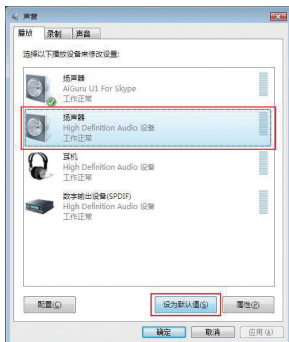 声音
播放 录制 声音
选择以下播放设备来修改设置:
扬声器
AiGuru U1 For Skype
工作正常
扬声器
High Definition Audio 设备
工作正常
耳机
High Definition Audio 设备
工作正常
数字输出设备(SPDIF)
High Definition Audio 设备
工作正常
配置(C) 设为默认值(S) 属性(P)
确定 取消 应用(A)